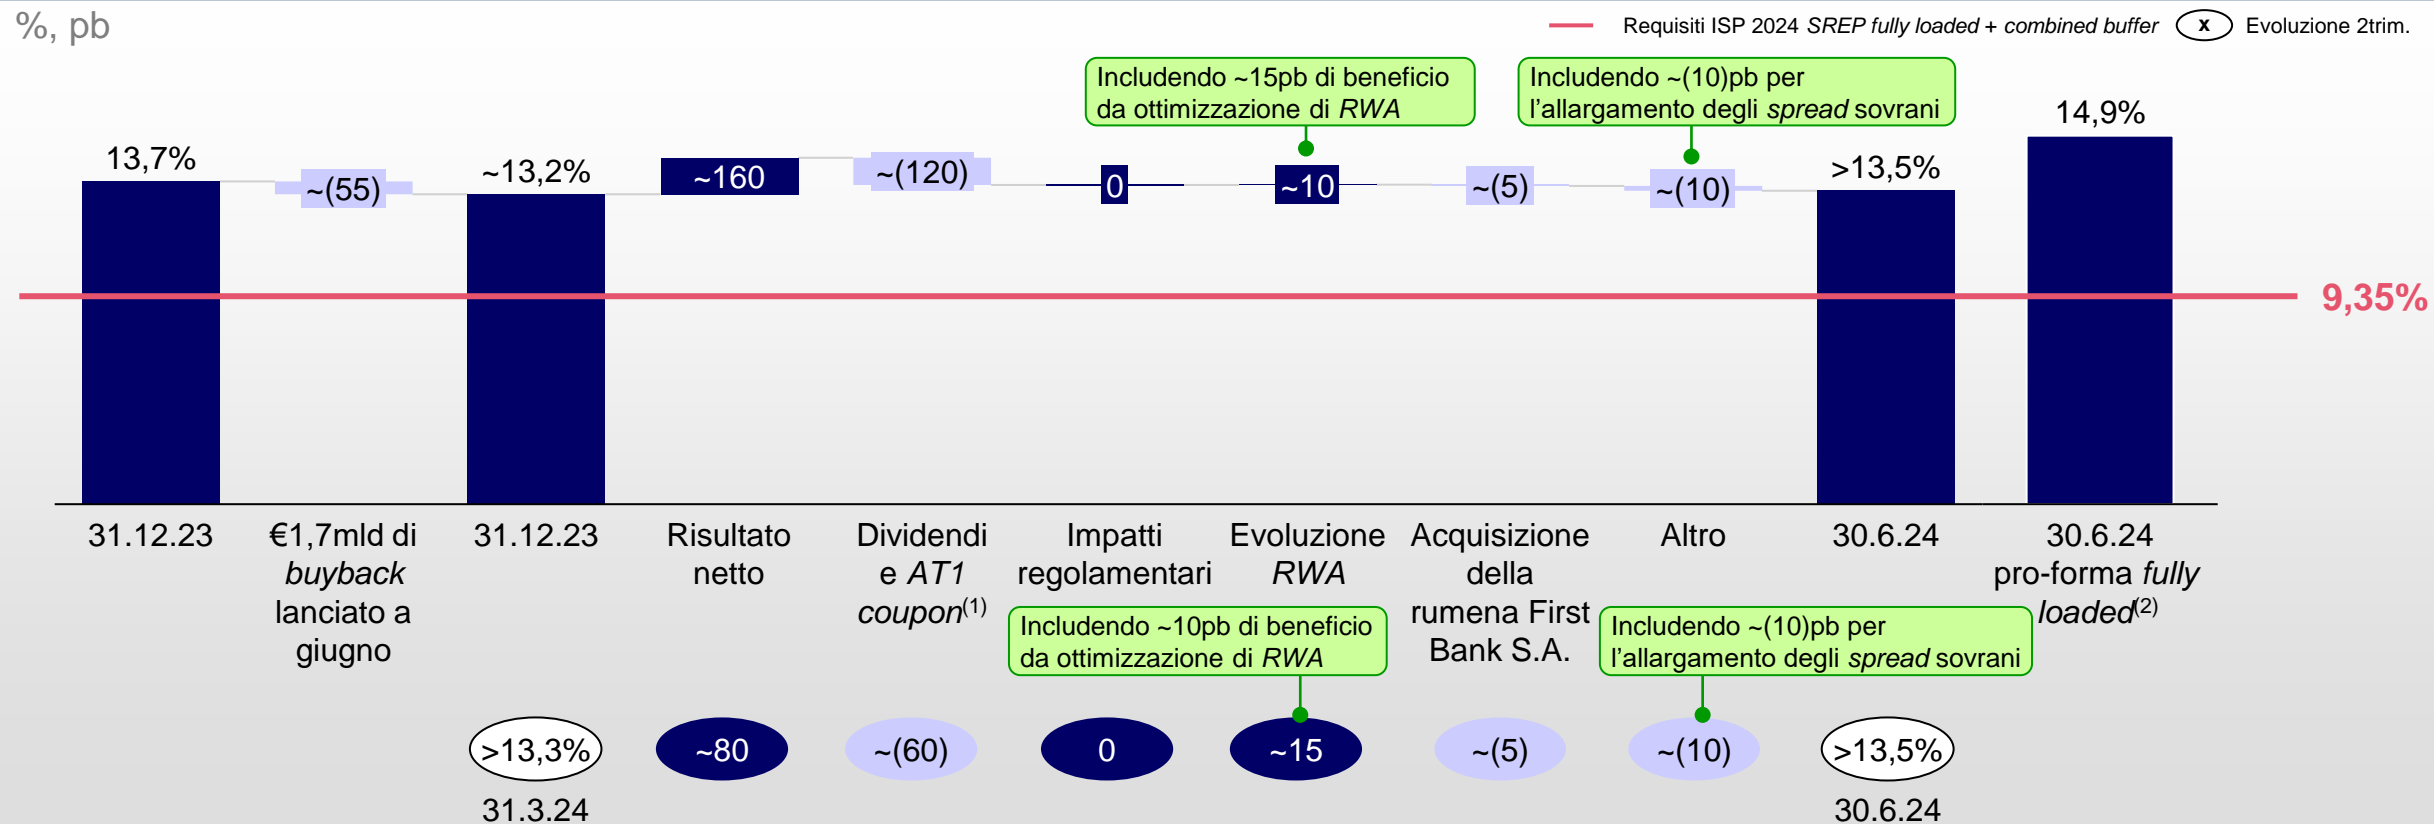 %, pb
Requisiti ISP 2024 SREP fully loaded + combined buffer
x
Evoluzione 2trim.
Includendo ~15pb di beneficio
da ottimizzazione di RWA
Includendo ~(10)pb per
l’allargamento degli spread sovrani
13,7%
~(55)
~13,2%
~160
~(120)
0
~10
~(5)
~(10)
>13,5%
14,9%
9,35%
31.12.23
€1,7mld di
buyback
lanciato a
giugno
31.12.23
Risultato
netto
Dividendi
e AT1
coupon(1)
Impatti
regolamentari
Evoluzione
RWA
Acquisizione
della
rumena First
Bank S.A.
Altro
30.6.24
30.6.24
pro-forma fully
loaded(2)
Includendo ~10pb di beneficio
da ottimizzazione di RWA
Includendo ~(10)pb per
l’allargamento degli spread sovrani
>13,3%
~80
~(60)
0
~15
~(5)
~(10)
>13,5%
31.3.24
30.6.24